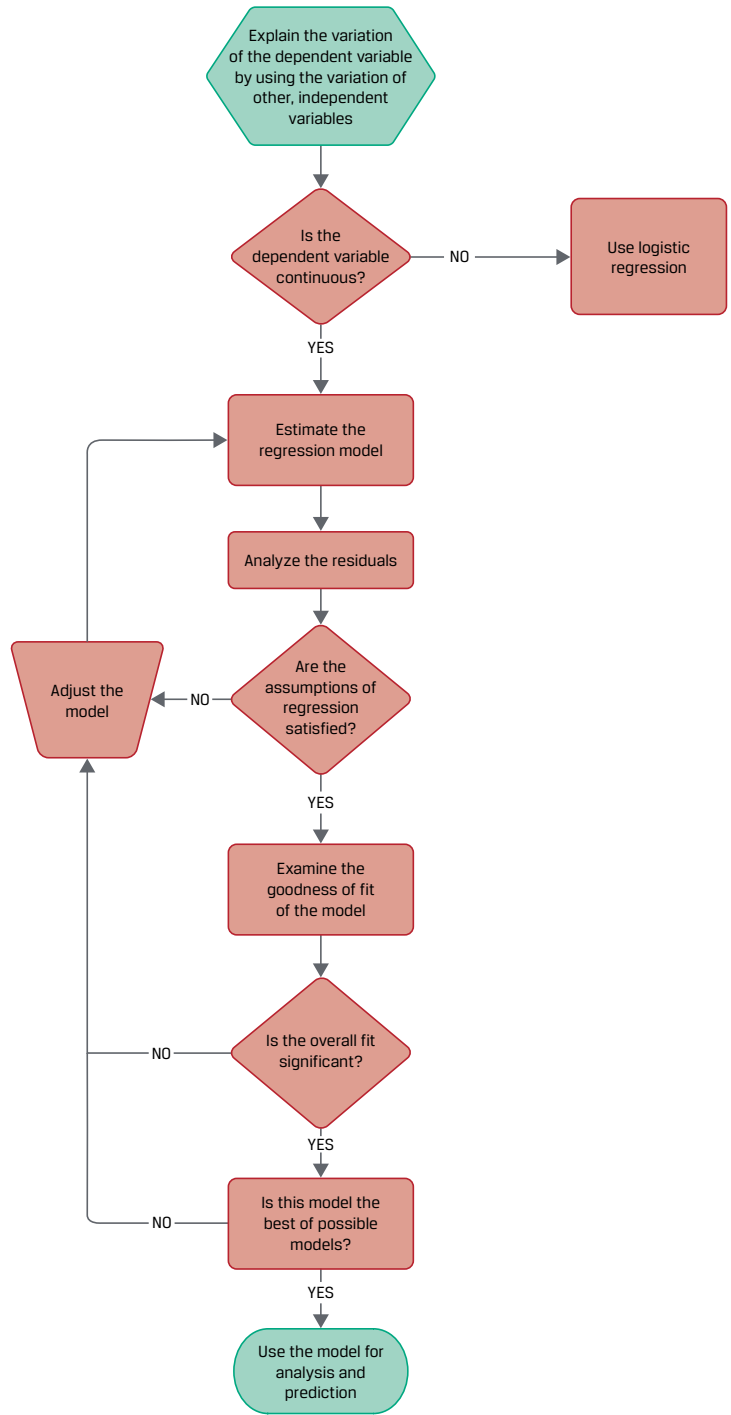 Explain the variation
of the dependent variable
by using the variation of
other, independent
variables
Is the
dependent variable
continuous?
NO
Use logistic
regression
YES
Estimate the
regression model
Analyze the residuals
Are the
assumptions of
regression
satisfied?
NO
Adjust the
model
YES
Examine the
goodness of fit
of the model
Is the overall fit
significant?
NO
YES
Is this model the
best of possible
models?
NO
YES
Use the model for
analysis and
prediction